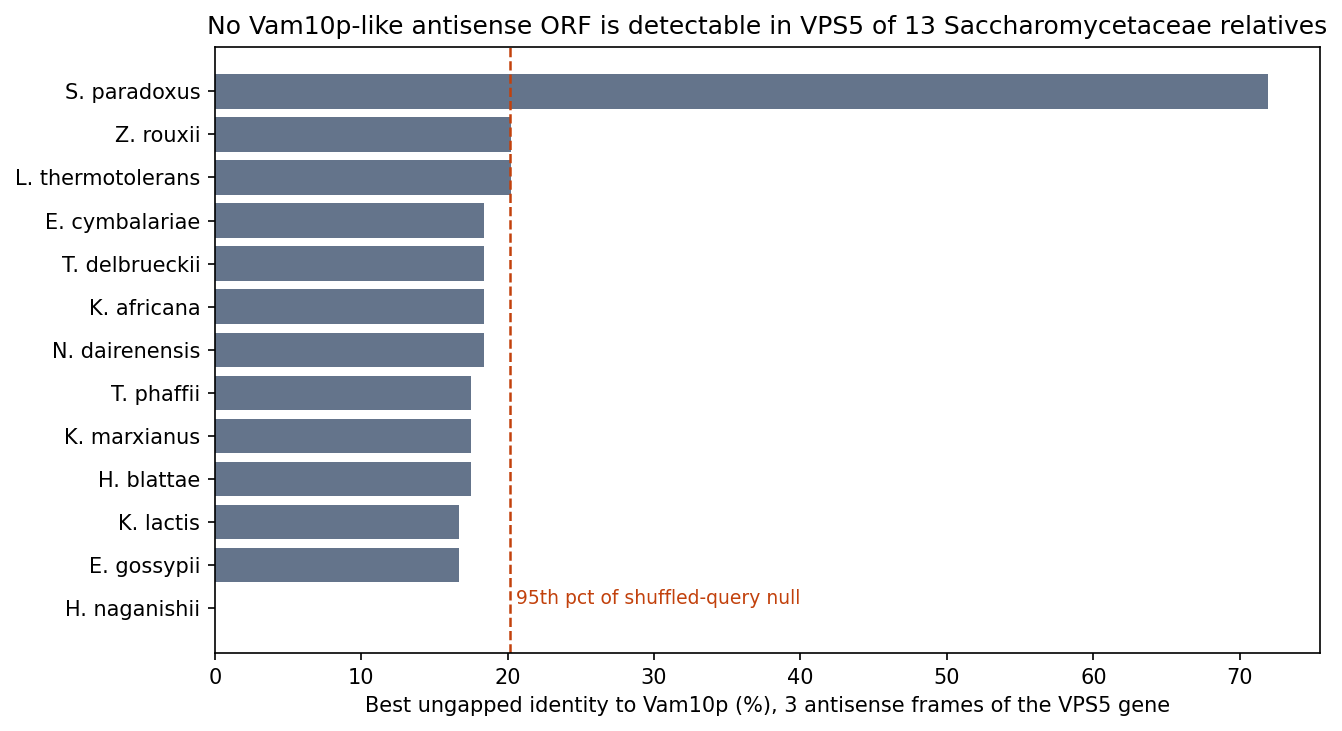 No Vam10p-like antisense ORF is detectable in VPS5 of 13 Saccharomycetaceae relatives
S. paradoxus
Z. rouxii
L. thermotolerans
E. cymbalariae
T. delbrueckii
K. africana
N. dairenensis
T. phaffii
K. marxianus
H. blattae
K. lactis
E. gossypii
H. naganishii
95th pct of shuffled-query null
0 10 20 30 40 50 60 70
Best ungapped identity to Vam10p (%), 3 antisense frames of the VPS5 gene